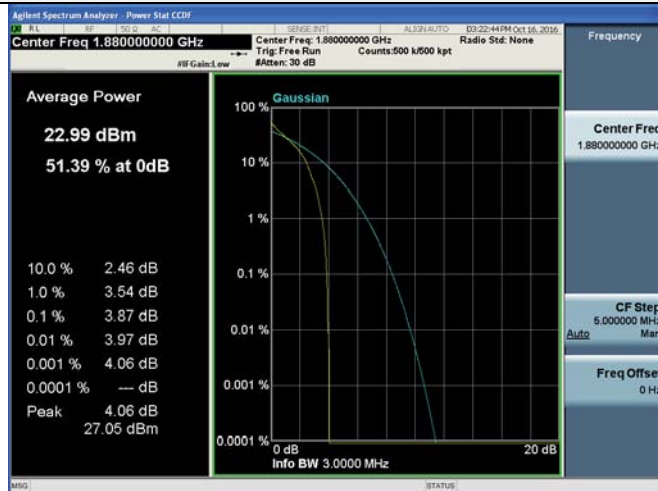 Agilent Spectrum Analyzer - Power Stat CCDF
RL RF 50 Ω AC SENSE:INT ALIGN AUTO 03:22:44 PM Oct 16, 2016
Center Freq 1.880000000 GHz
Center Freq: 1.880000000 GHz Radio Std: None
Trig: Free Run Counts:500 k/500 kpt
#IFGain:Low #Atten: 30 dB
Frequency
Average Power
22.99 dBm
51.39 % at 0dB
10.0 % 2.46 dB
1.0 % 3.54 dB
0.1 % 3.87 dB
0.01 % 3.97 dB
0.001 % 4.06 dB
0.0001 % --- dB
Peak 4.06 dB
27.05 dBm
Gaussian
100 %
10 %
1 %
0.1 %
0.01 %
0.001 %
0.0001 %
0 dB 20 dB
Info BW 3.0000 MHz
Center Freq
1.880000000 GHz
CF Step
5.000000 MHz
Auto Man
Freq Offset
0 Hz
MSG STATUS